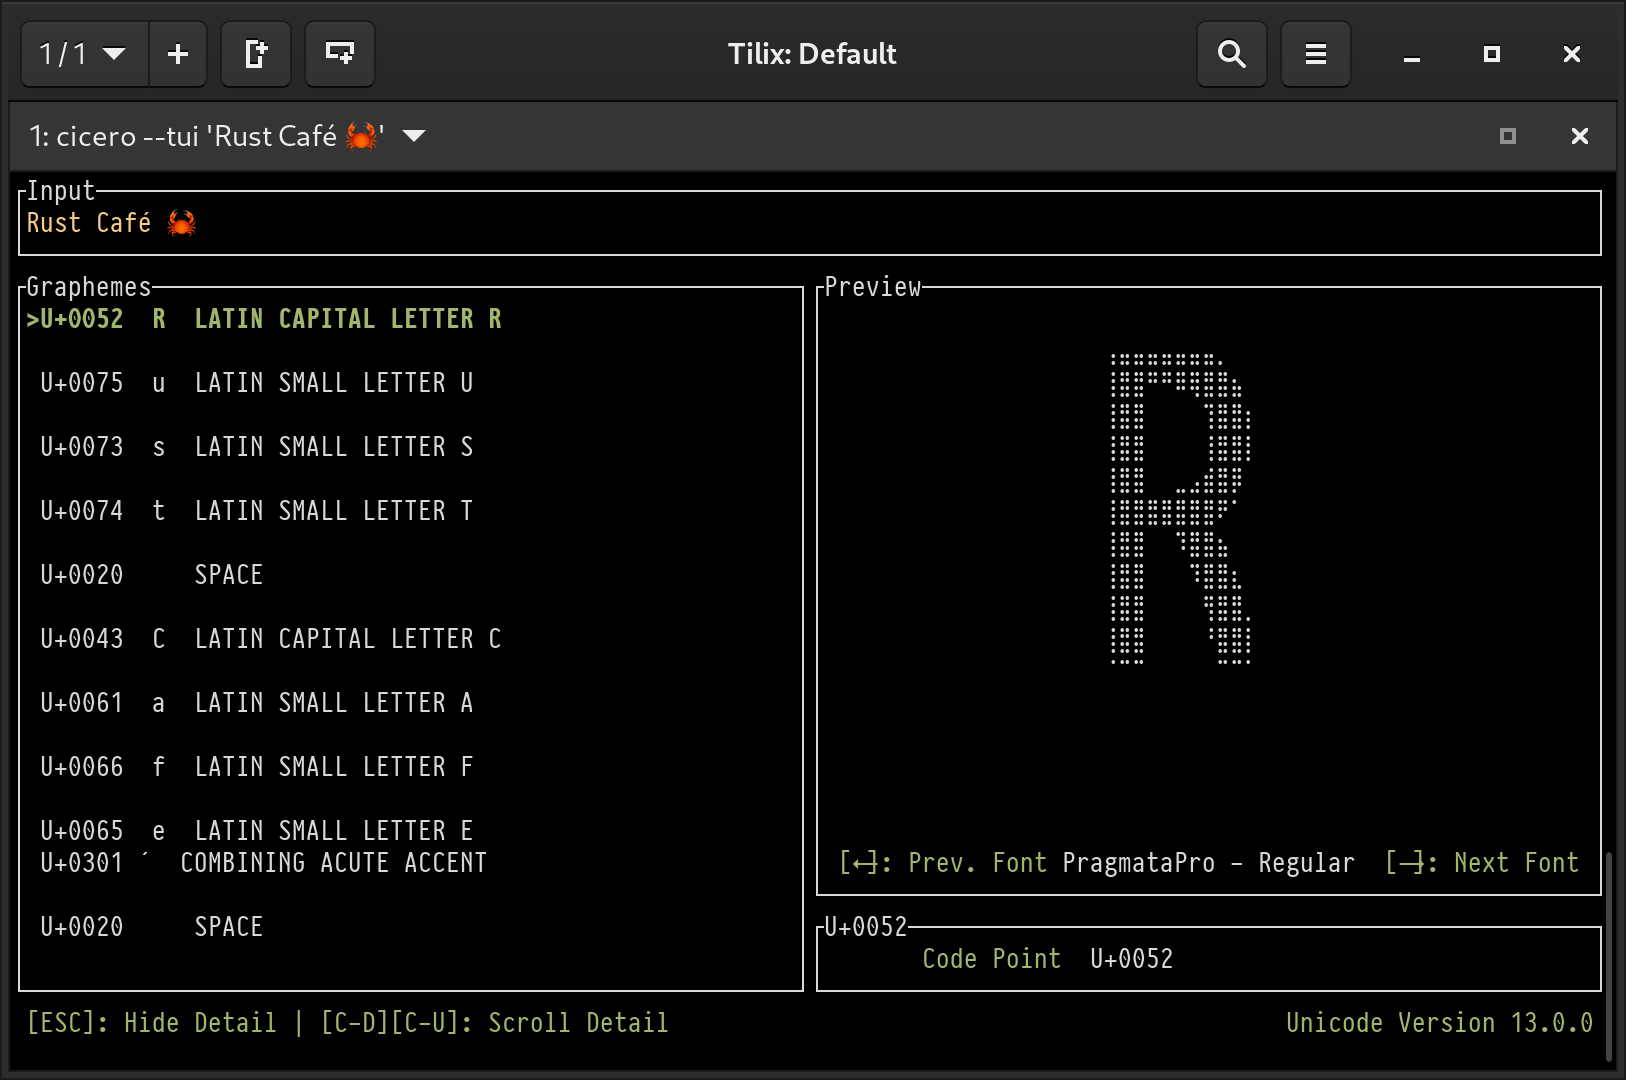 1/1
Tilix: Default
1: cicero --tui 'Rust Café 🦀'
Input
Rust Café 🦀
Graphemes
>U+0052 R LATIN CAPITAL LETTER R
U+0075 u LATIN SMALL LETTER U
U+0073 s LATIN SMALL LETTER S
U+0074 t LATIN SMALL LETTER T
U+0020 SPACE
U+0043 C LATIN CAPITAL LETTER C
U+0061 a LATIN SMALL LETTER A
U+0066 f LATIN SMALL LETTER F
U+0065 e LATIN SMALL LETTER E
U+0301 ´ COMBINING ACUTE ACCENT
U+0020 SPACE
Preview
R
[←]: Prev. Font PragmataPro – Regular [→]: Next Font
U+0052
Code Point U+0052
[ESC]: Hide Detail | [C-D][C-U]: Scroll Detail
Unicode Version 13.0.0